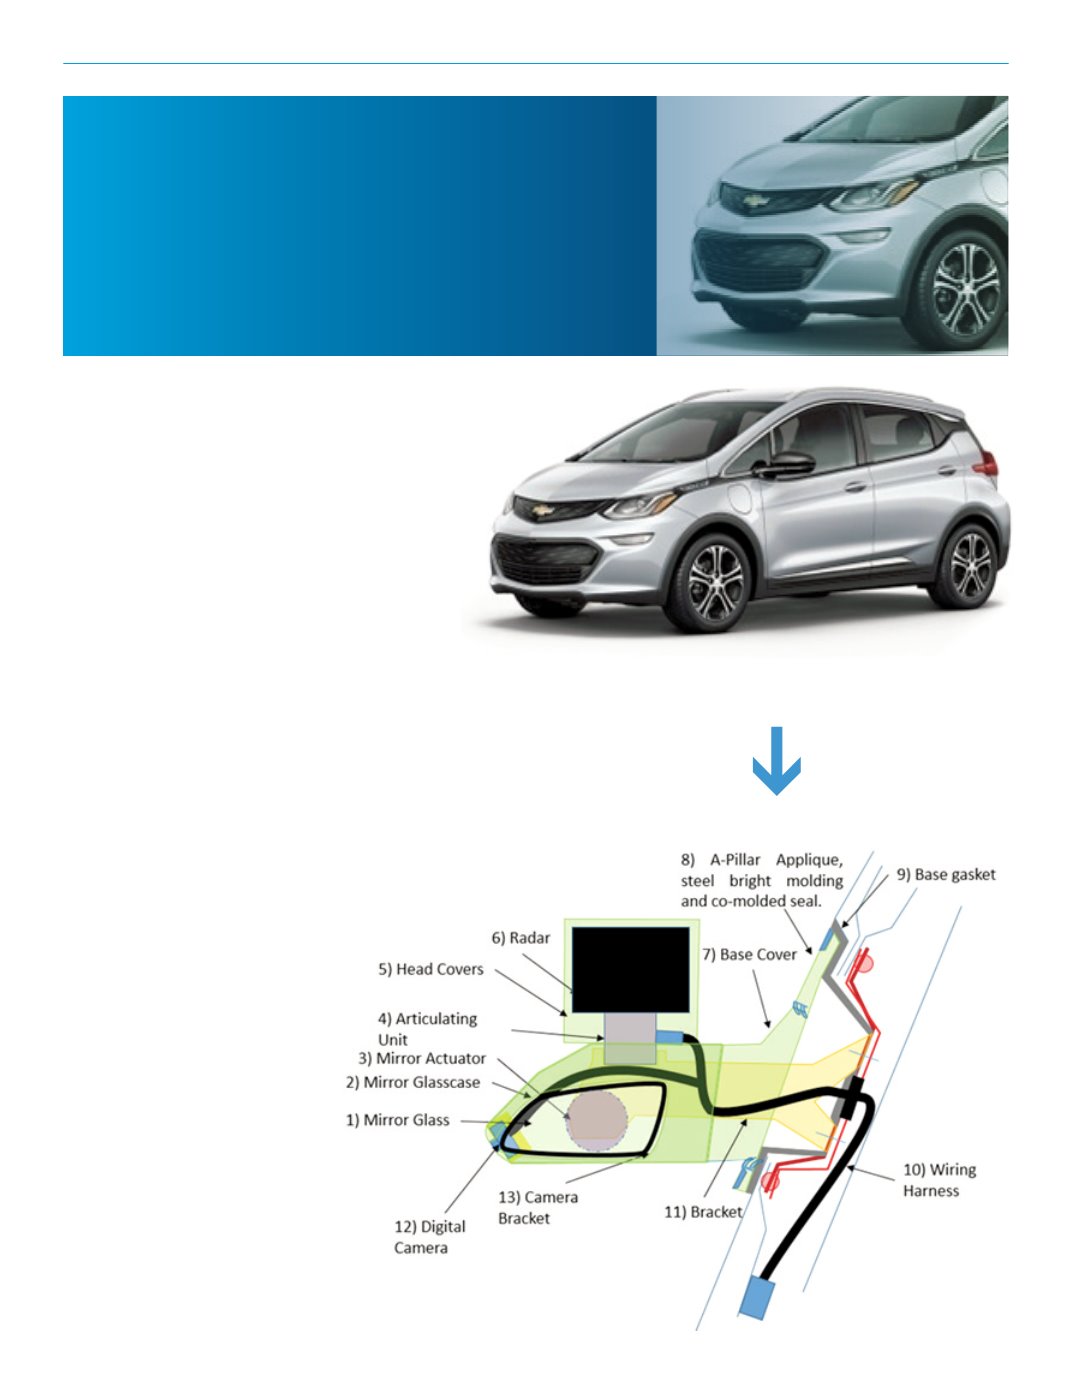 8) A-Pillar Applique,
steel bright molding
and co-molded seal.
9) Base gasket
6) Radar
7) Base Cover
5) Head Covers
4) Articulating
Unit
3) Mirror Actuator
2) Mirror Glasscase
1) Mirror Glass
10) Wiring
Harness
13) Camera
Bracket
11) Bracket
12) Digital
Camera